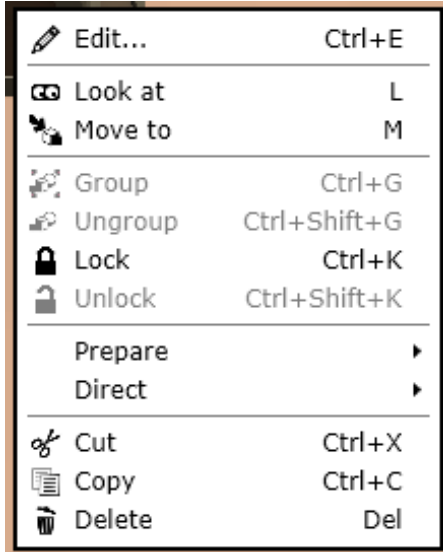 Edit... Ctrl+E
Look at L
Move to M
Group Ctrl+G
Ungroup Ctrl+Shift+G
Lock Ctrl+K
Unlock Ctrl+Shift+K
Prepare
Direct
Cut Ctrl+X
Copy Ctrl+C
Delete Del